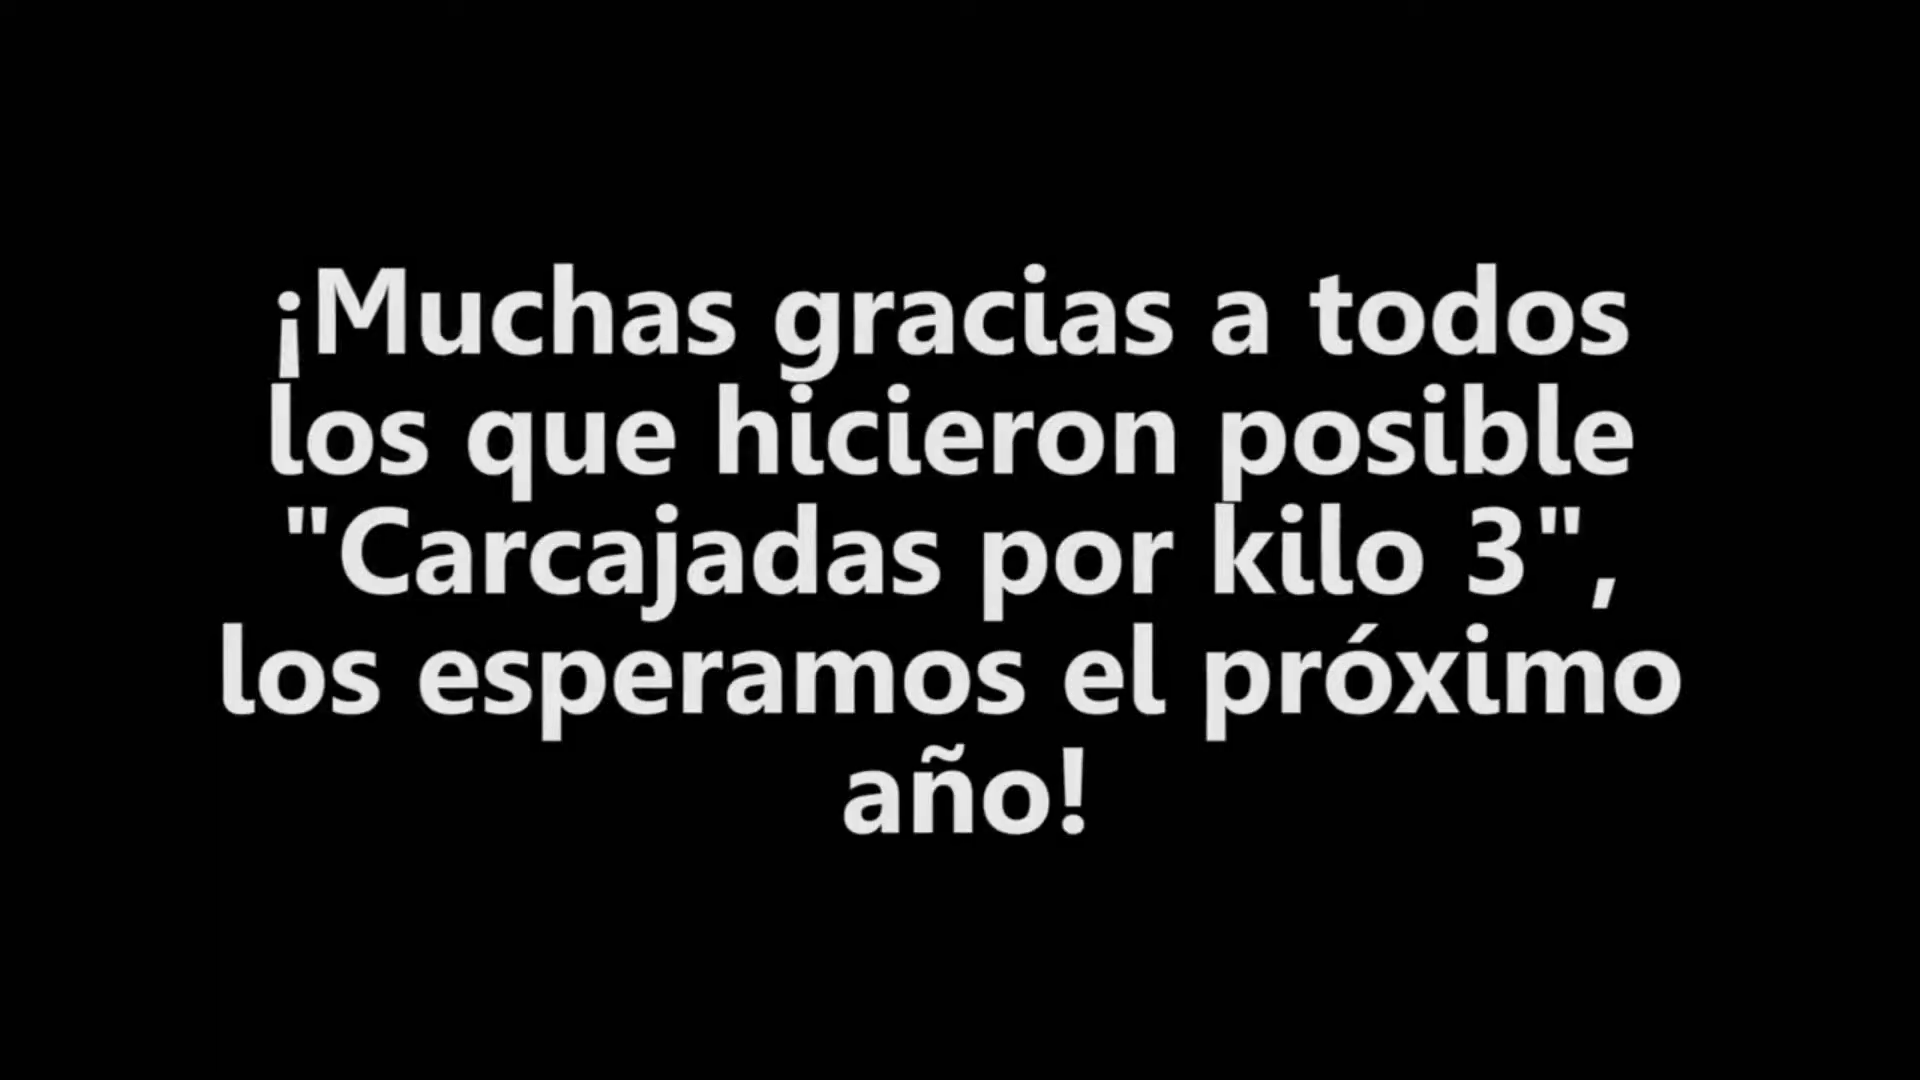 ¡Muchas gracias a todos
los que hicieron posible
"Carcajadas por kilo 3",
los esperamos el próximo
año!